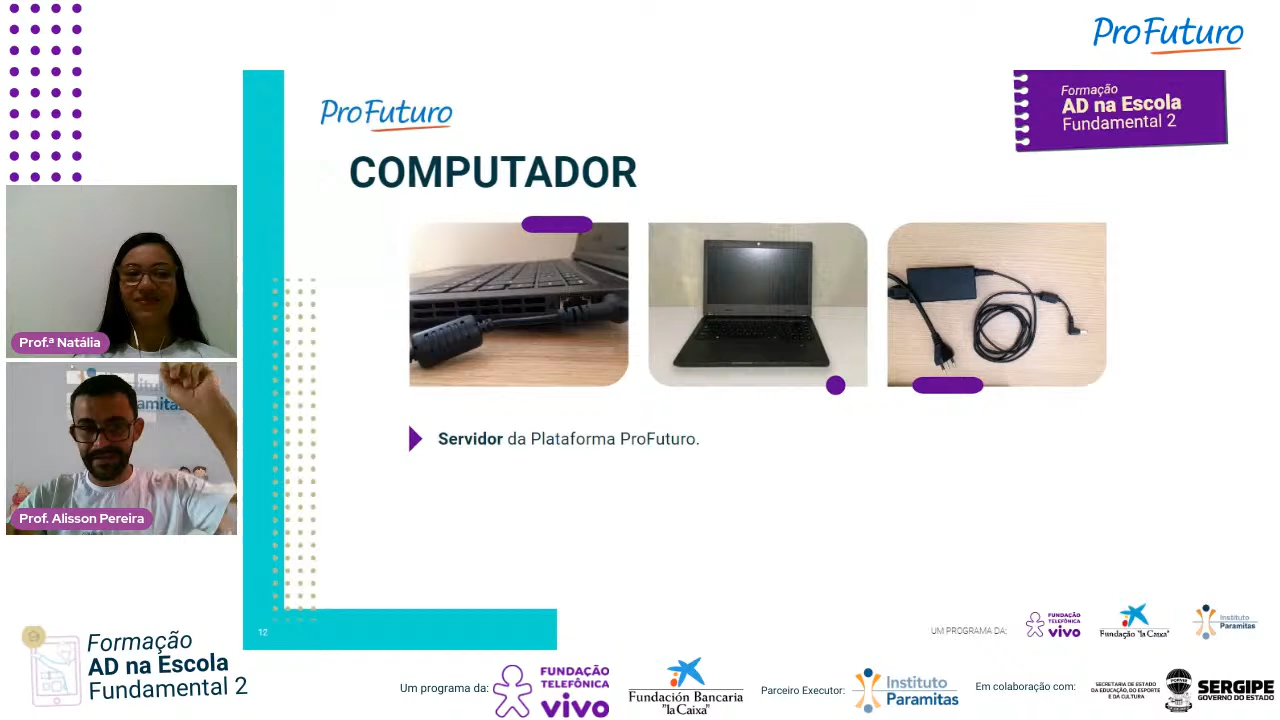 ProFuturo
ProFuturo
Formação
AD na Escola
Fundamental 2
COMPUTADOR
Prof.ª Natália
Prof. Alisson Pereira
Servidor da Plataforma ProFuturo.
12
UM PROGRAMA DA:
FUNDAÇÃO
TELEFÔNICA
vivo
Fundação "la Caixa"
Instituto
Paramitas
Formação
AD na Escola
Fundamental 2
Um programa da:
FUNDAÇÃO
TELEFÔNICA
vivo
Fundación Bancaria
"la Caixa"
Parceiro Executor:
Instituto
Paramitas
Em colaboração com:
SECRETARIA DE ESTADO
DA EDUCAÇÃO, DO ESPORTE
E DA CULTURA
SERGIPE
GOVERNO DO ESTADO